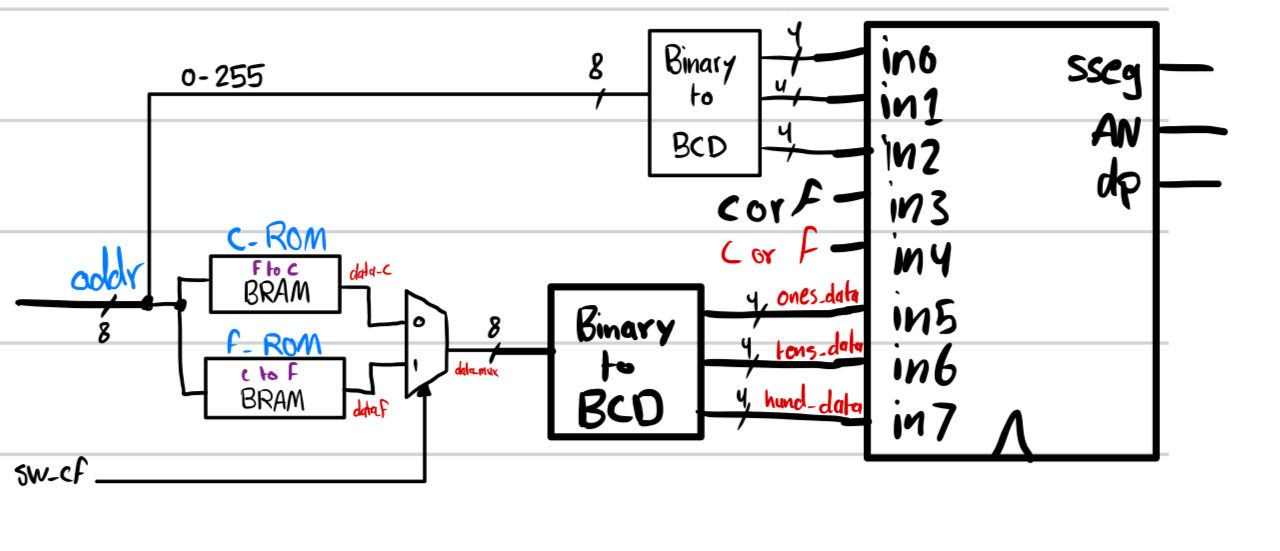 0-255
8
Binary
to
BCD
4
4
4
in0
in1
in2
in3
in4
in5
in6
in7
sseg
AN
dp
C or F
C or F
addr
8
C-ROM
F to C
BRAM
data-c
F-ROM
C to F
BRAM
data_f
0
1
8
data_mux
sw_cf
Binary
to
BCD
4
ones_data
4
tens_data
4
hund_data